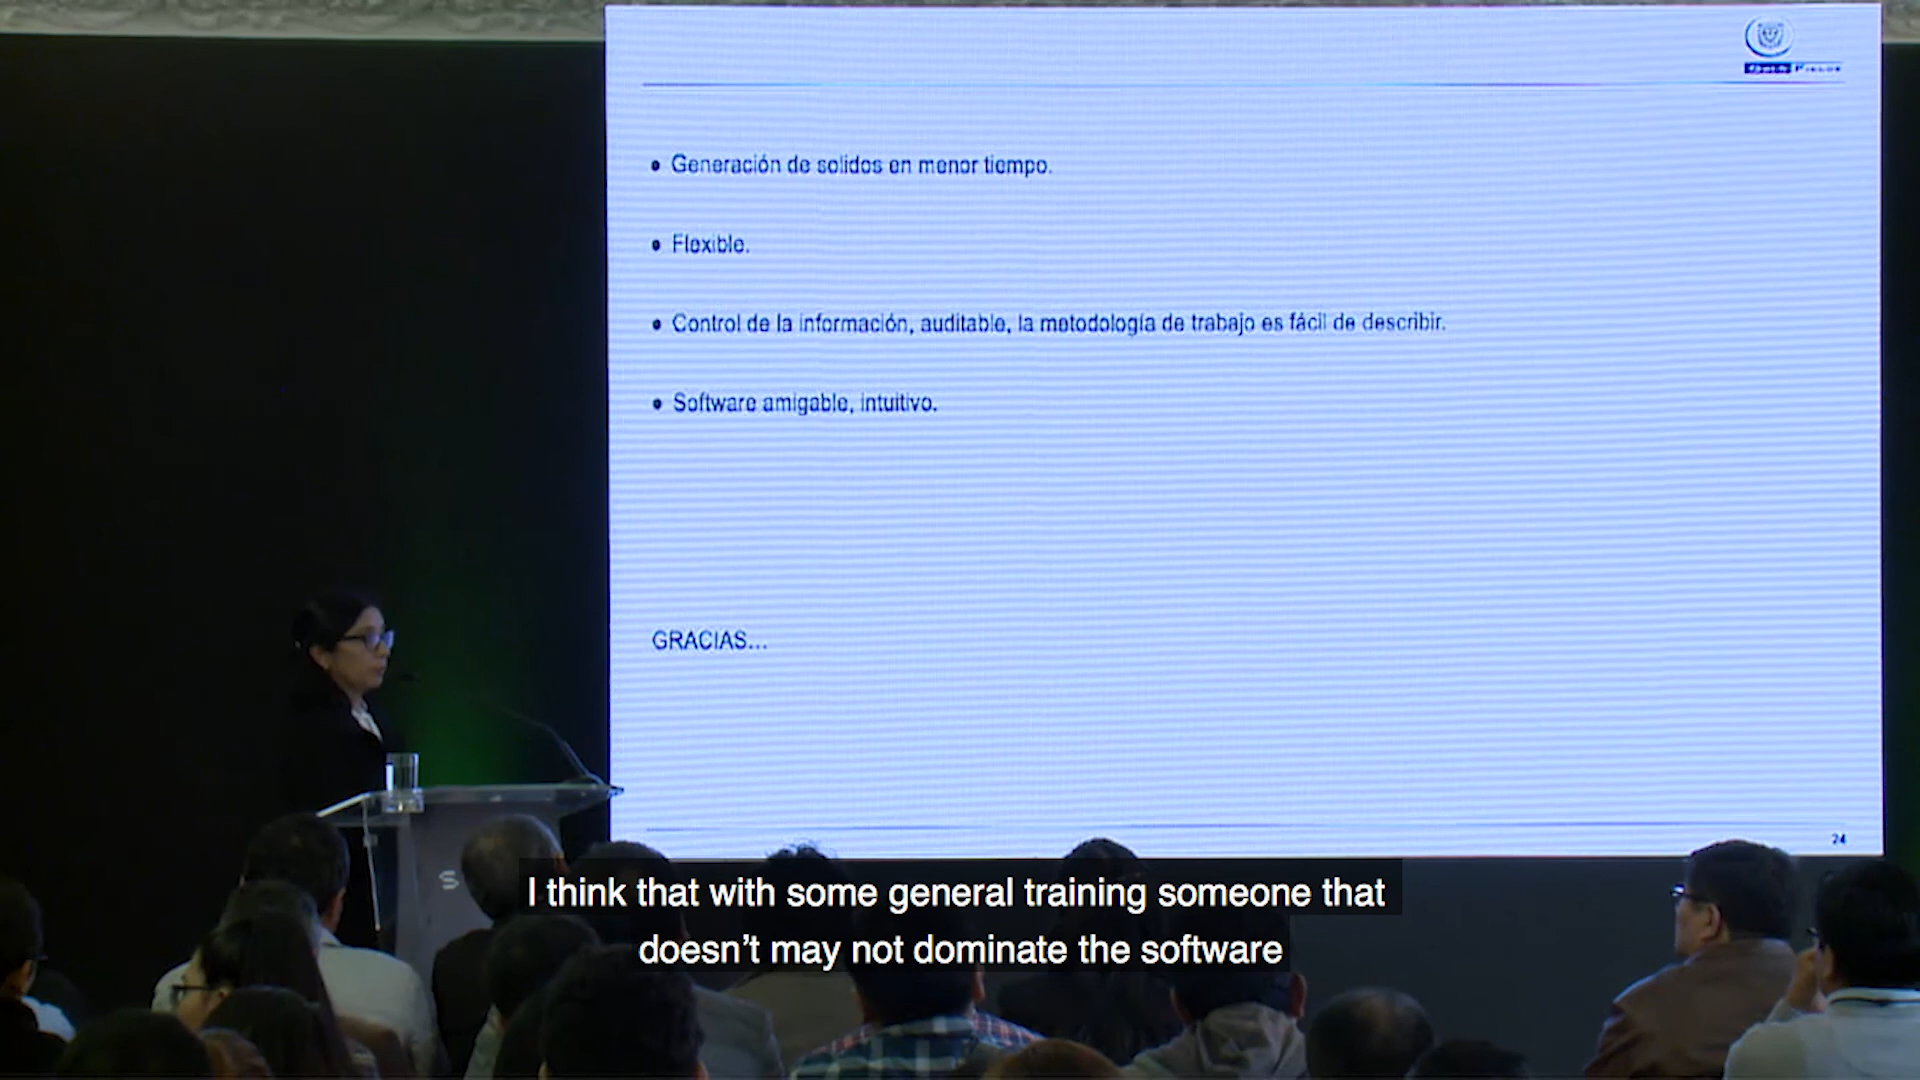 Gold Fields
• Generación de solidos en menor tiempo.
• Flexible.
• Control de la información, auditable, la metodología de trabajo es fácil de describir.
• Software amigable, intuitivo.
GRACIAS...
24
S
I think that with some general training someone that
doesn't may not dominate the software